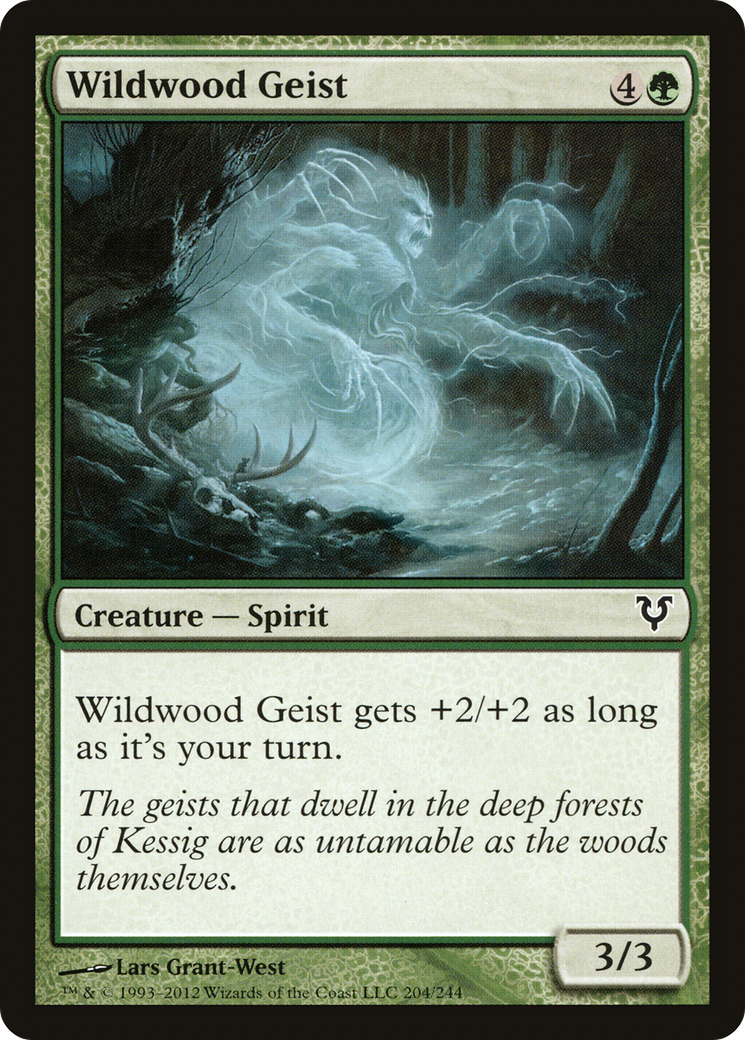 Wildwood Geist 4
Creature — Spirit
Wildwood Geist gets +2/+2 as long
as it's your turn.
The geists that dwell in the deep forests
of Kessig are as untamable as the woods
themselves.
3/3
Lars Grant-West
™ & © 1993–2012 Wizards of the Coast LLC 204/244